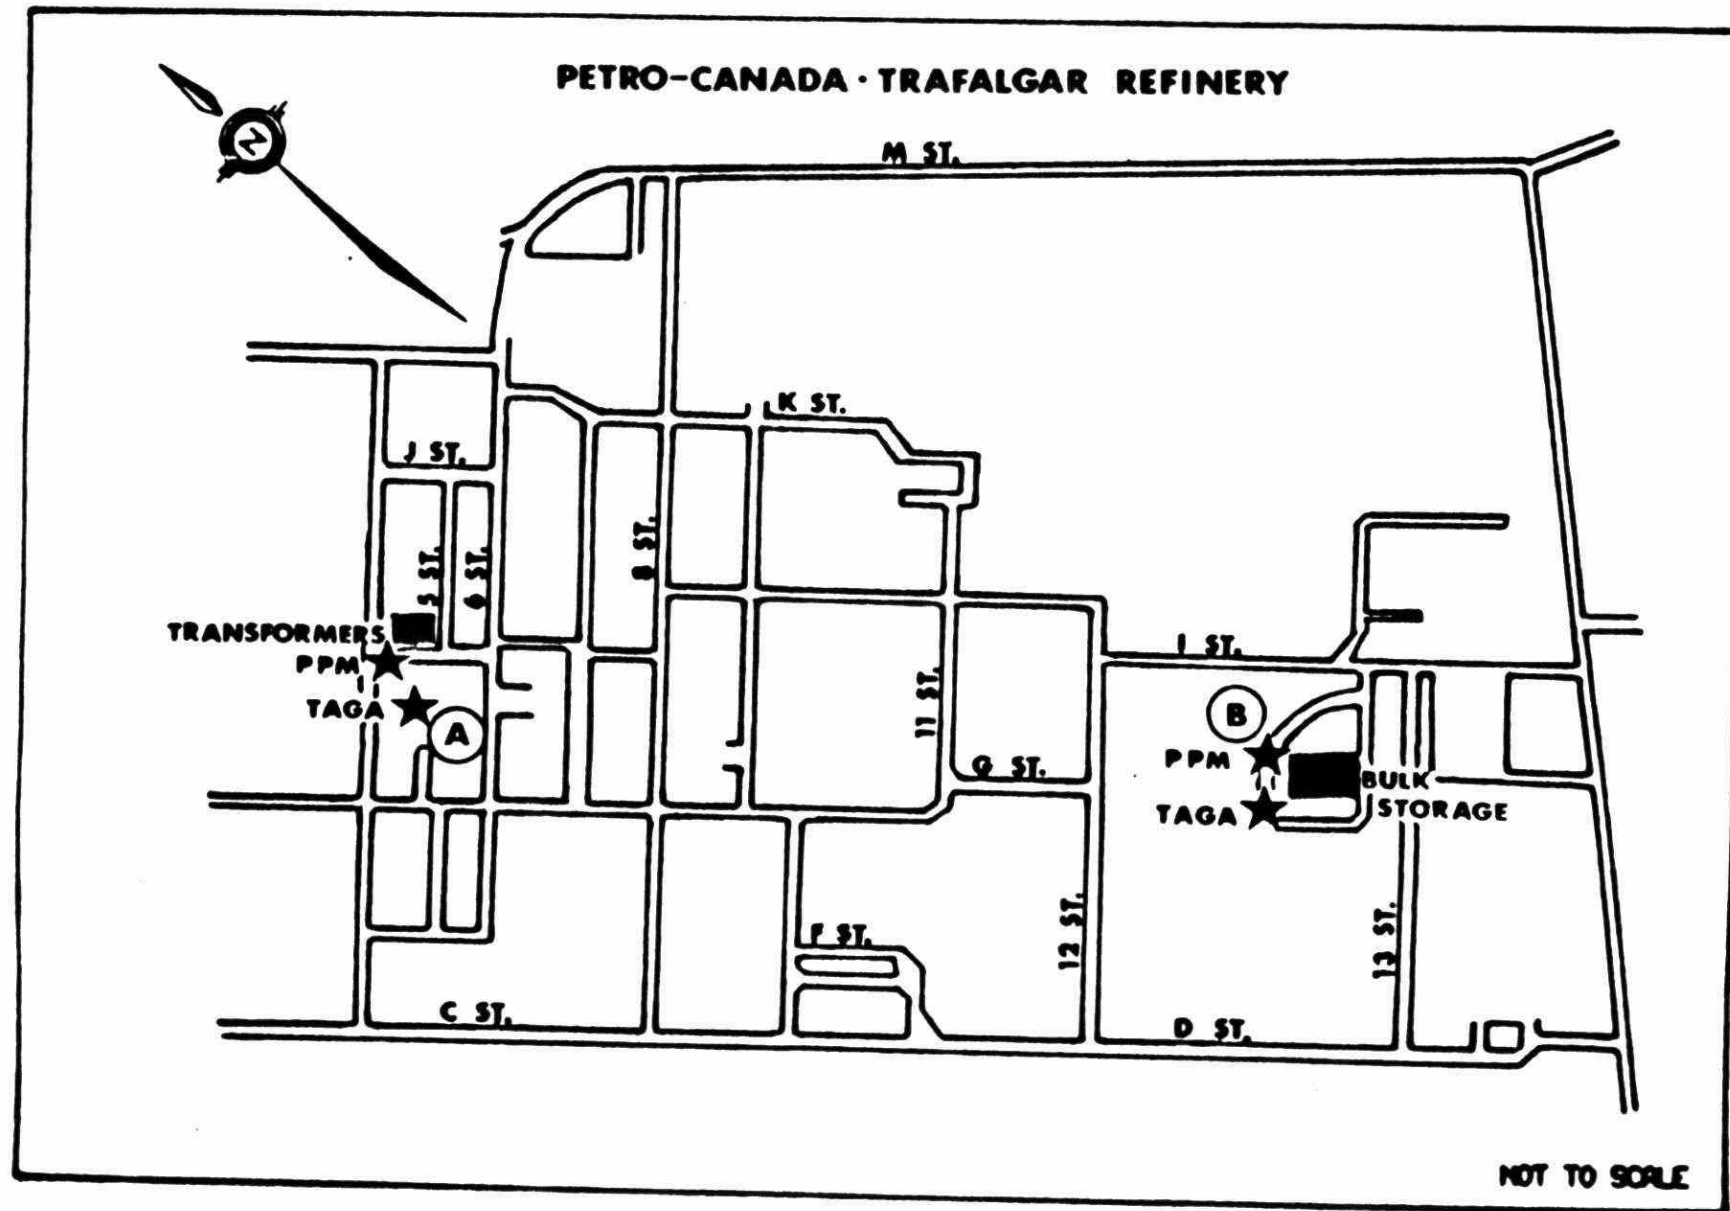 PETRO-CANADA · TRAFALGAR REFINERY
N
M ST.
K ST.
J ST.
5 ST.
6 ST.
8 ST.
TRANSFORMERS
PPM
TAGA
A
I ST.
11 ST.
B
PPM
G ST.
BULK
STORAGE
TAGA
12 ST.
13 ST.
F ST.
C ST.
D ST.
NOT TO SCALE